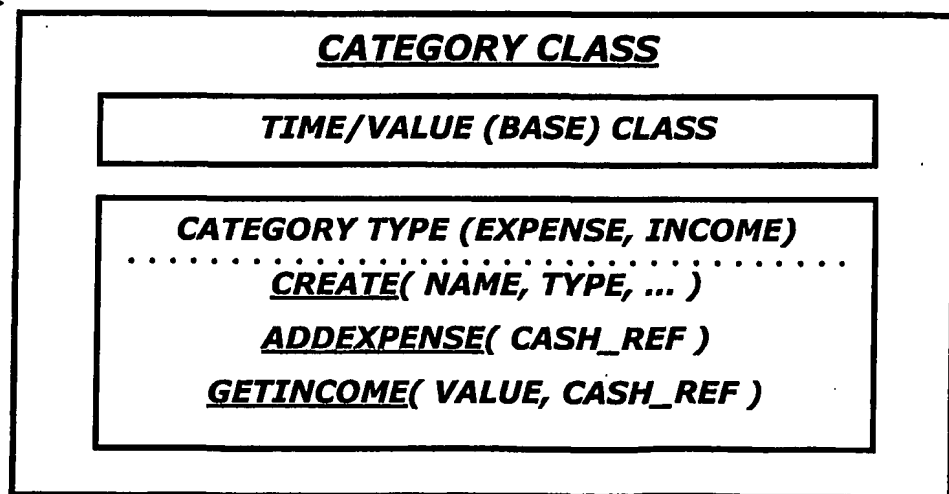 CATEGORY CLASS
TIME/VALUE (BASE) CLASS
CATEGORY TYPE (EXPENSE, INCOME)
CREATE( NAME, TYPE, ... )
ADDEXPENSE( CASH_REF )
GETINCOME( VALUE, CASH_REF )